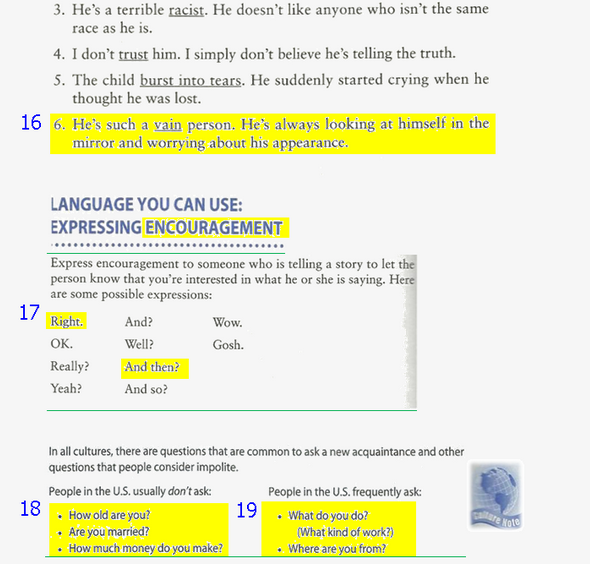 3. He's a terrible racist. He doesn't like anyone who isn't the same
race as he is.
4. I don't trust him. I simply don't believe he's telling the truth.
5. The child burst into tears. He suddenly started crying when he
thought he was lost.
16 6. He's such a vain person. He's always looking at himself in the
mirror and worrying about his appearance.
LANGUAGE YOU CAN USE:
EXPRESSING ENCOURAGEMENT
Express encouragement to someone who is telling a story to let the
person know that you're interested in what he or she is saying. Here
are some possible expressions:
17 Right. And? Wow.
OK. Well? Gosh.
Really? And then?
Yeah? And so?
In all cultures, there are questions that are common to ask a new acquaintance and other
questions that people consider impolite.
People in the U.S. usually don't ask: People in the U.S. frequently ask:
18 • How old are you? 19 • What do you do?
• Are you married? (What kind of work?)
• How much money do you make? • Where are you from?
Culture Note